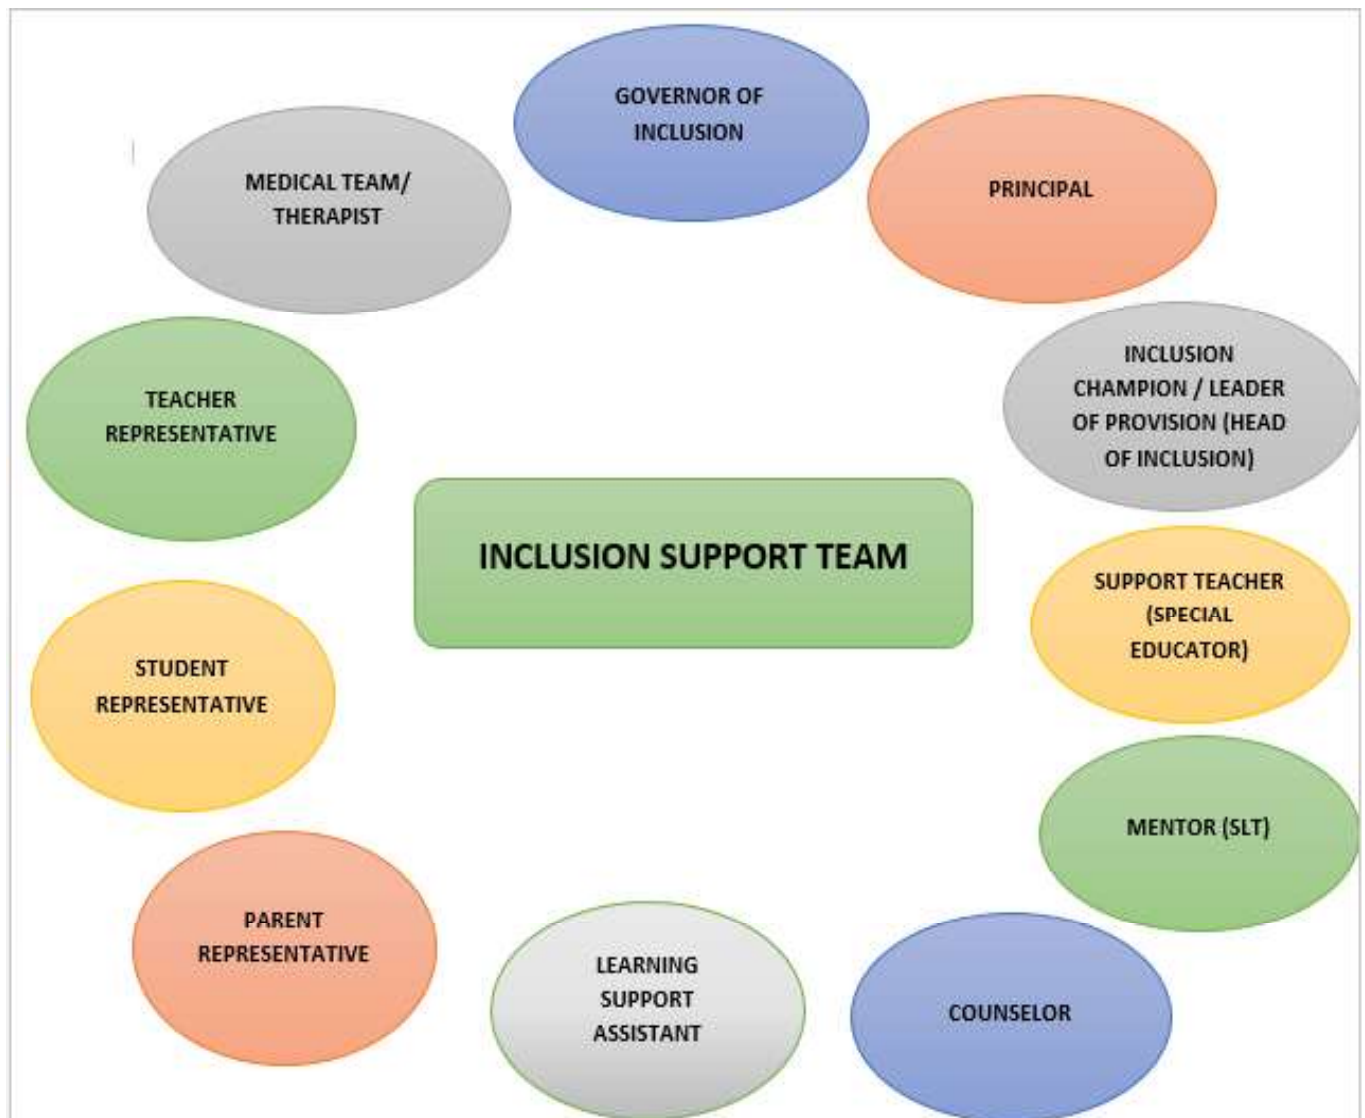 GOVERNOR OF
INCLUSION
PRINCIPAL
INCLUSION
CHAMPION / LEADER
OF PROVISION (HEAD
OF INCLUSION)
SUPPORT TEACHER
(SPECIAL
EDUCATOR)
MENTOR (SLT)
COUNSELOR
LEARNING
SUPPORT
ASSISTANT
PARENT
REPRESENTATIVE
STUDENT
REPRESENTATIVE
TEACHER
REPRESENTATIVE
MEDICAL TEAM/
THERAPIST
INCLUSION SUPPORT TEAM